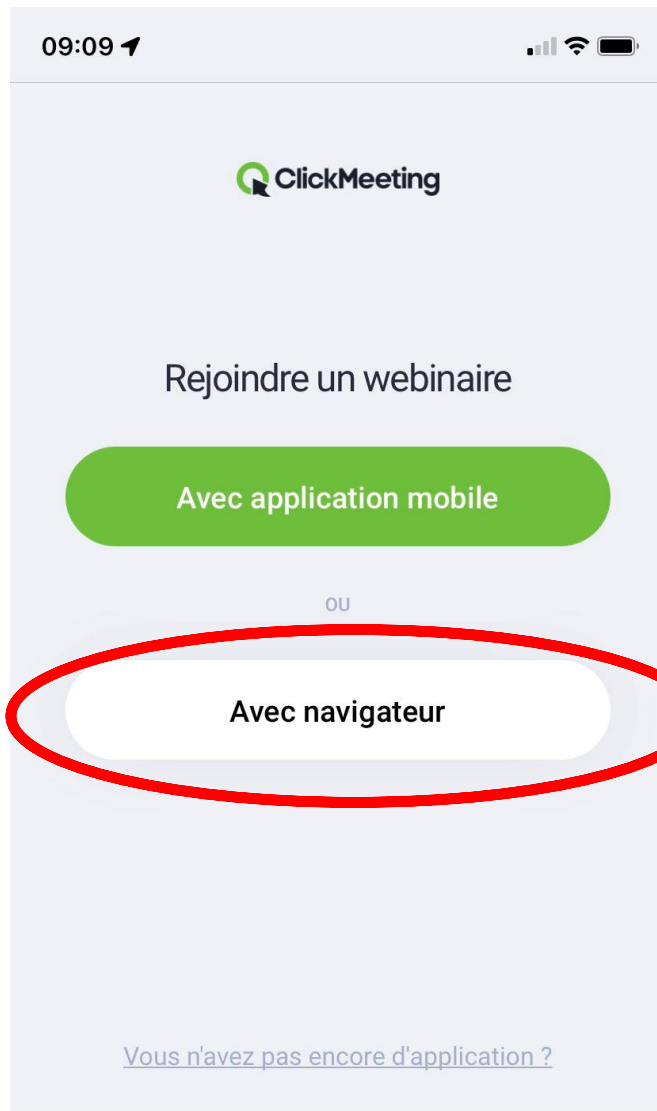 09:09
ClickMeeting
Rejoindre un webinaire
Avec application mobile
ou
Avec navigateur
Vous n'avez pas encore d'application ?